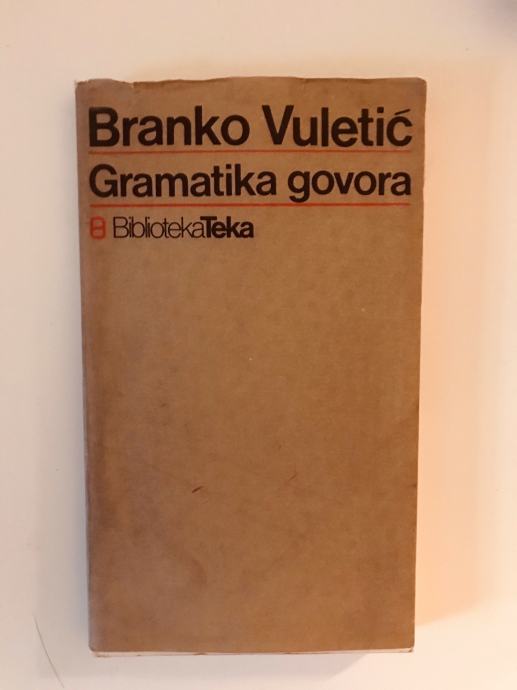 Branko Vuletić
Gramatika govora
BibliotekaTeka